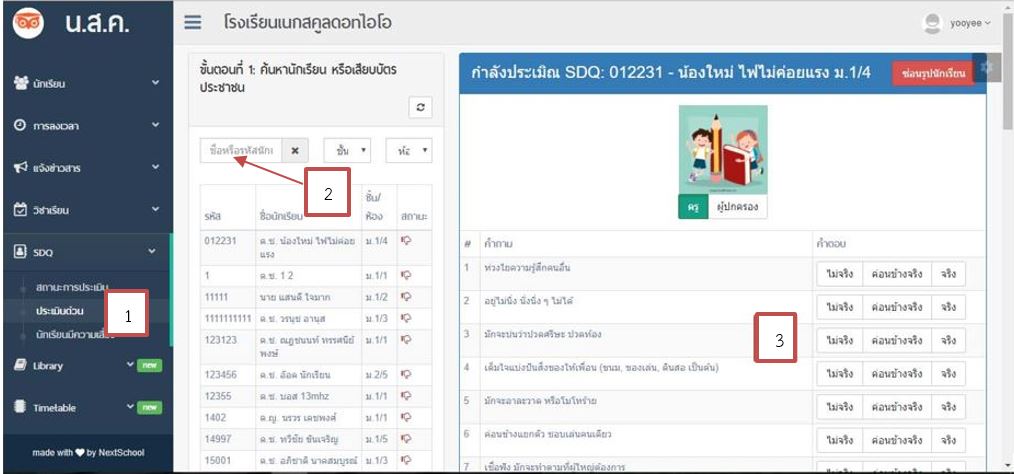 น.ส.ค.
โรงเรียนเนกสคูลดอทไอโอ
yooyee
นักเรียน
การลงเวลา
แจ้งข่าวสาร
วิชาเรียน
SDQ
สถานะการประเมิน
ประเมินด่วน
1
นักเรียนมีความเสี่ยง
Library
new
Timetable
new
made with by NextSchool
ขั้นตอนที่ 1: ค้นหานักเรียน หรือเสียบบัตร
ประชาชน
ชื่อหรือรหัสนักเ
ชั้น
ห้อ
2
รหัส ชื่อนักเรียน ชั้น/ห้อง สถานะ
012231 ด.ช. น้องใหม่ ไฟไม่ค่อยแรง ม.1/4
1 ด.ช. 1 2 ม.1/1
11111 นาย แสนดี ใจมาก ม.1/2
1111111111 ด.ช. วรนุช อานุส ม.1/3
123123 ด.ช. ณฏฐนนท์ ทรรศนีย์พงษ์ ม.1/1
123456 ด.ช. อ๊อด นักเรียน ม.2/5
12355 ด.ช. บอส 13mhz ม.1/1
1402 ด.ญ. นรวร เดชพงศ์ ม.1/1
14997 ด.ช. ทวีชัย ชันเจริญ ม.1/5
15001 ด.ช. อภิชาติ นาคสมบูรณ์ ม.1/3
กำลังประเมิณ SDQ: 012231 - น้องใหม่ ไฟไม่ค่อยแรง ม.1/4
ซ่อนรูปนักเรียน
ครู ผู้ปกครอง
# คำถาม คำตอบ
1 ห่วงใยความรู้สึกคนอื่น ไม่จริง ค่อนข้างจริง จริง
2 อยู่ไม่นิ่ง นั่งนิ่ง ๆ ไม่ได้ ไม่จริง ค่อนข้างจริง จริง
3 มักจะบ่นว่าปวดศรีษะ ปวดท้อง ไม่จริง ค่อนข้างจริง จริง
3
4 เต็มใจแบ่งปันสิ่งของให้เพื่อน (ขนม, ของเล่น, ดินสอ เป็นต้น) ไม่จริง ค่อนข้างจริง จริง
5 มักจะอาละวาด หรือโมโหร้าย ไม่จริง ค่อนข้างจริง จริง
6 ค่อนข้างแยกตัว ชอบเล่นคนเดียว ไม่จริง ค่อนข้างจริง จริง
7 เชื่อฟัง มักจะทำตามที่ผู้ใหญ่ต้องการ